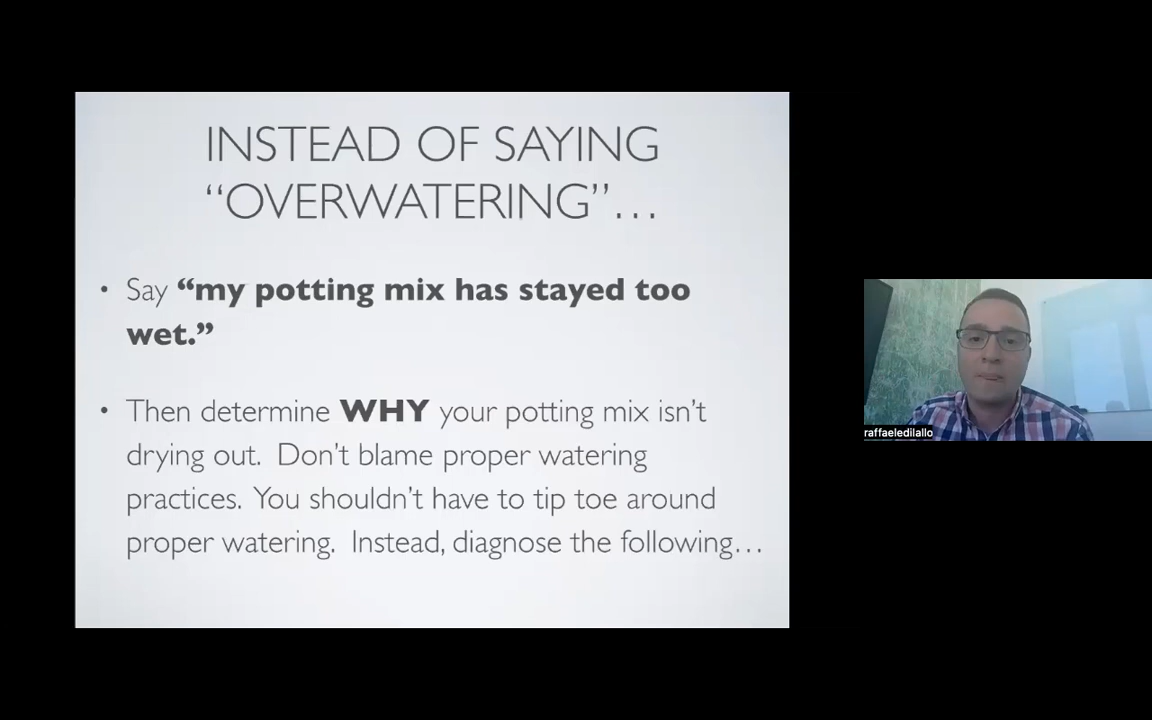 INSTEAD OF SAYING
“OVERWATERING”…
• Say “my potting mix has stayed too
wet.”
• Then determine WHY your potting mix isn’t
drying out.  Don’t blame proper watering
practices.  You shouldn’t have to tip toe around
proper watering.  Instead, diagnose the following…
raffaeledilallo